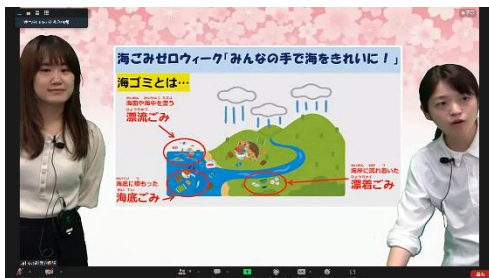 海ごみゼロウィーク「みんなの手で海をきれいに！」
海ゴミとは…
海面や海中を漂う
漂流ごみ
海底に積もった
海底ごみ
海岸に流れ着いた
漂着ごみ